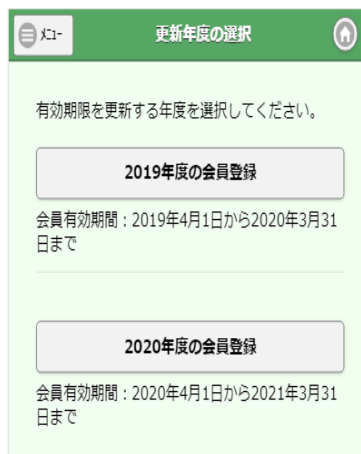 メニュー 更新年度の選択
有効期限を更新する年度を選択してください。
2019年度の会員登録
会員有効期間：2019年4月1日から2020年3月31
日まで
2020年度の会員登録
会員有効期間：2020年4月1日から2021年3月31
日まで